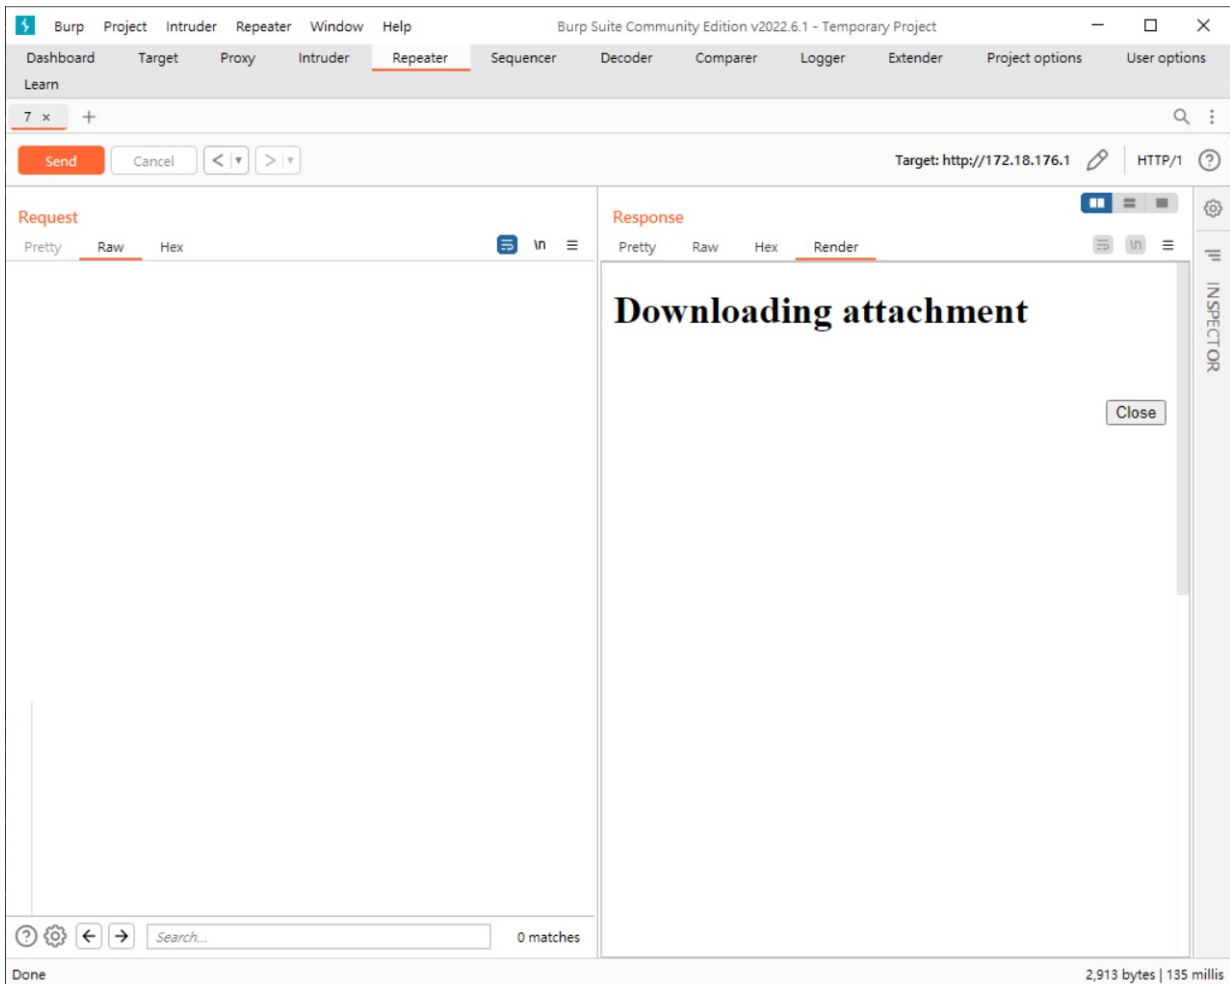 Burp Project Intruder Repeater Window Help Burp Suite Community Edition v2022.6.1 - Temporary Project
Dashboard Target Proxy Intruder Repeater Sequencer Decoder Comparer Logger Extender Project options User options
Learn
7 × +
Send Cancel < > Target: http://172.18.176.1 HTTP/1 ?
Request
Pretty Raw Hex \n
Response
Pretty Raw Hex Render \n
INSPECTOR
Downloading attachment
Close
? Search... 0 matches
Done 2,913 bytes | 135 millis